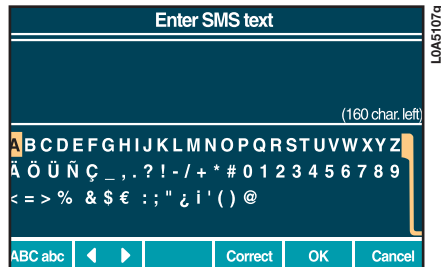 Enter SMS text
L0A5107g
(160 char. left)
A B C D E F G H I J K L M N O P Q R S T U V W X Y Z
Ä Ö Ü Ñ Ç _ , . ? ! - / + * # 0 1 2 3 4 5 6 7 8 9
< = > % & $ € : ; " ¿ i ' ( ) @
ABC abc Correct OK Cancel